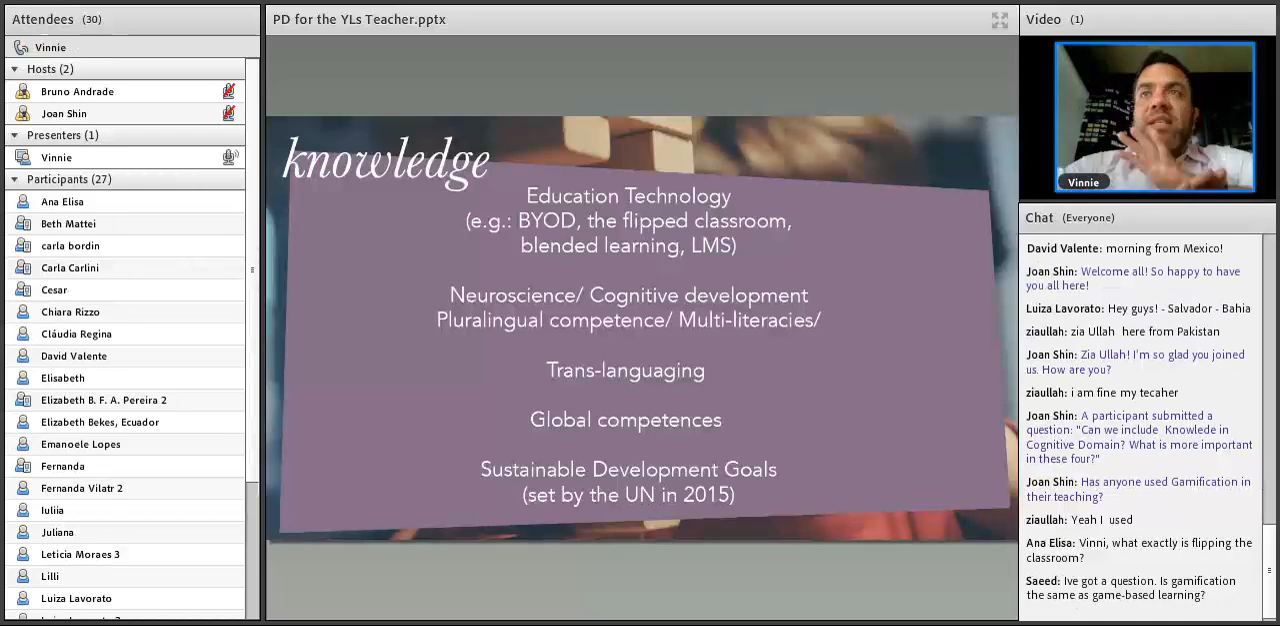 Attendees (30)
Vinnie
Hosts (2)
Bruno Andrade
Joan Shin
Presenters (1)
Vinnie
Participants (27)
Ana Elisa
Beth Mattei
carla bordin
Carla Carlini
Cesar
Chiara Rizzo
Cláudia Regina
David Valente
Elisabeth
Elizabeth B. F. A. Pereira 2
Elizabeth Bekes, Ecuador
Emanoele Lopes
Fernanda
Fernanda Vilatr 2
Iuliia
Juliana
Leticia Moraes 3
Lilli
Luiza Lavorato
PD for the YLs Teacher.pptx
knowledge
Education Technology
(e.g.: BYOD, the flipped classroom,
blended learning, LMS)
Neuroscience/ Cognitive development
Pluralingual competence/ Multi-literacies/
Trans-languaging
Global competences
Sustainable Development Goals
(set by the UN in 2015)
Video (1)
Vinnie
Chat (Everyone)
David Valente: morning from Mexico!
Joan Shin: Welcome all! So happy to have
you all here!
Luiza Lavorato: Hey guys! - Salvador - Bahia
ziaullah: zia Ullah here from Pakistan
Joan Shin: Zia Ullah! I'm so glad you joined
us. How are you?
ziaullah: i am fine my tecaher
Joan Shin: A participant submitted a
question: "Can we include Knowlede in
Cognitive Domain? What is more important
in these four?"
Joan Shin: Has anyone used Gamification in
their teaching?
ziaullah: Yeah I used
Ana Elisa: Vinni, what exactly is flipping the
classroom?
Saeed: Ive got a question. Is gamification
the same as game-based learning?